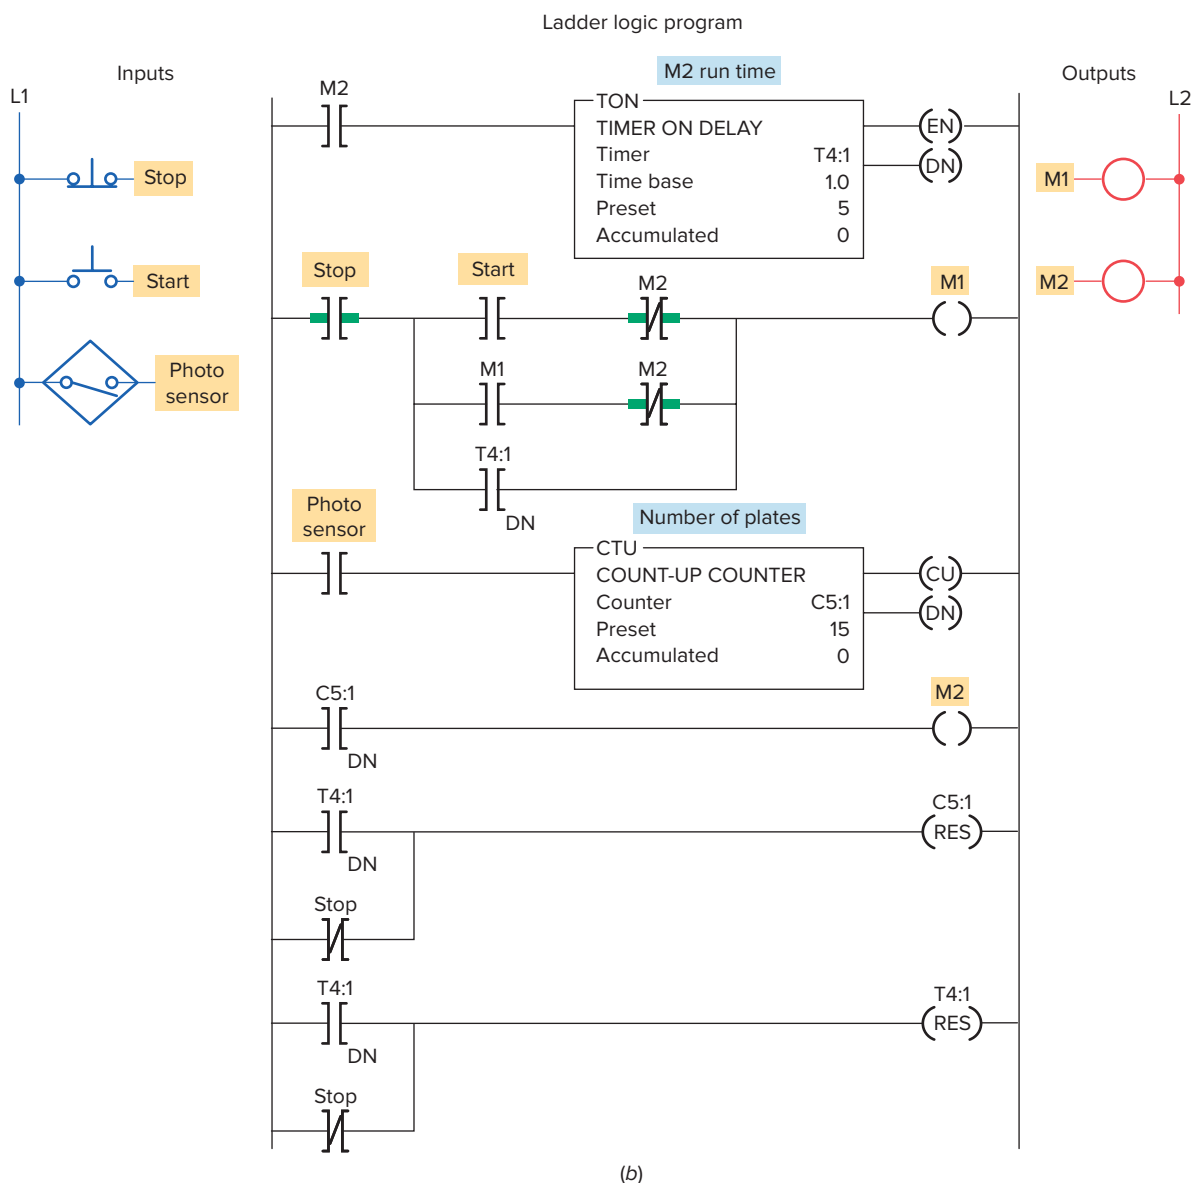 Ladder logic program
Inputs
L1
Stop
Start
Photo
sensor
M2 run time
M2
TON
TIMER ON DELAY
Timer T4:1
Time base 1.0
Preset 5
Accumulated 0
EN
DN
Outputs
L2
M1
M2
Stop
Start
M2
M1
M1
M2
T4:1
DN
Photo
sensor
Number of plates
CTU
COUNT-UP COUNTER
Counter C5:1
Preset 15
Accumulated 0
CU
DN
C5:1
DN
M2
T4:1
DN
C5:1
RES
Stop
T4:1
DN
T4:1
RES
Stop
(b)